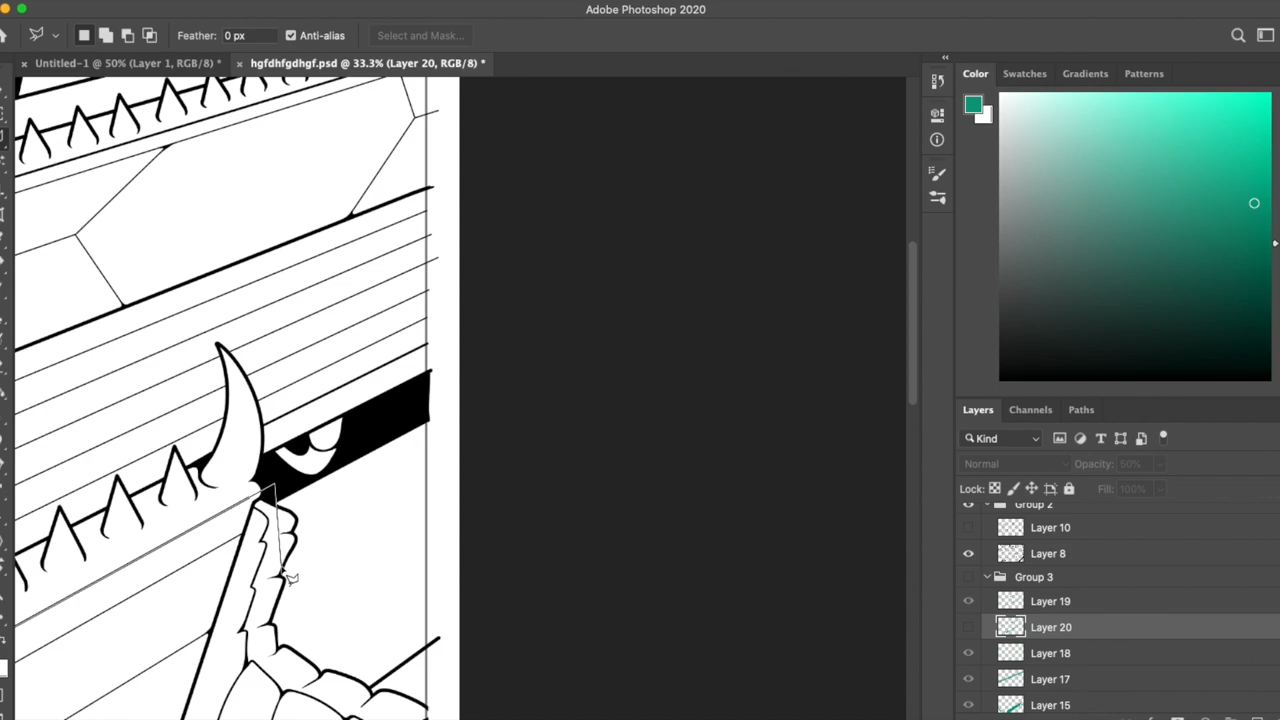 Adobe Photoshop 2020
Feather: 0 px Anti-alias Select and Mask...
× Untitled-1 @ 50% (Layer 1, RGB/8) * × hgfdhfgdhgf.psd @ 33.3% (Layer 20, RGB/8) *
Color Swatches Gradients Patterns
Layers Channels Paths
Kind
Normal Opacity: 50%
Lock: Fill: 100%
Group 2
Layer 10
Layer 8
Group 3
Layer 19
Layer 20
Layer 18
Layer 17
Layer 15